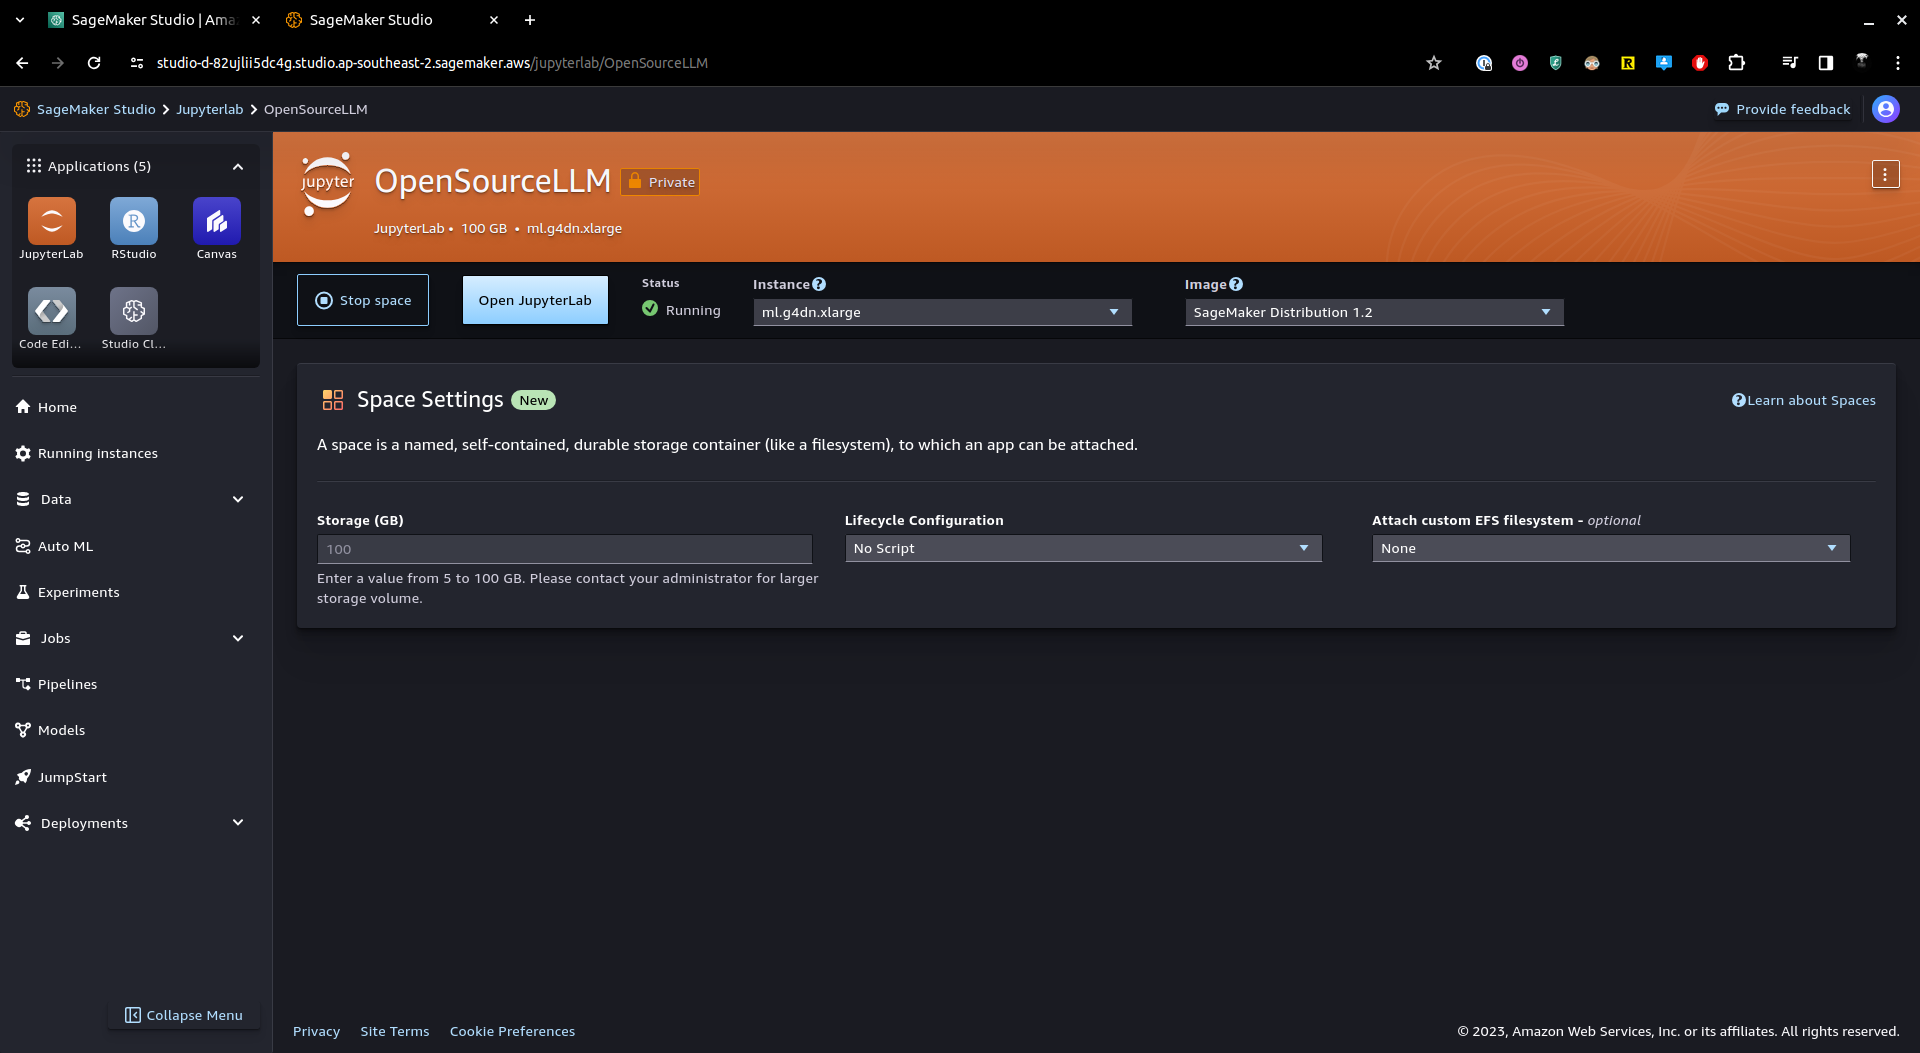 SageMaker Studio | Ama
SageMaker Studio
studio-d-82ujlii5dc4g.studio.ap-southeast-2.sagemaker.aws/jupyterlab/OpenSourceLLM
SageMaker Studio
Jupyterlab
OpenSourceLLM
Provide feedback
Applications (5)
JupyterLab
RStudio
Canvas
Code Edi...
Studio Cl...
Home
Running instances
Data
Auto ML
Experiments
Jobs
Pipelines
Models
JumpStart
Deployments
Collapse Menu
jupyter
OpenSourceLLM
Private
JupyterLab • 100 GB • ml.g4dn.xlarge
Stop space
Open JupyterLab
Status
Running
Instance
ml.g4dn.xlarge
Image
SageMaker Distribution 1.2
Space Settings
New
Learn about Spaces
A space is a named, self-contained, durable storage container (like a filesystem), to which an app can be attached.
Storage (GB)
100
Enter a value from 5 to 100 GB. Please contact your administrator for larger
storage volume.
Lifecycle Configuration
No Script
Attach custom EFS filesystem - optional
None
Privacy
Site Terms
Cookie Preferences
© 2023, Amazon Web Services, Inc. or its affiliates. All rights reserved.